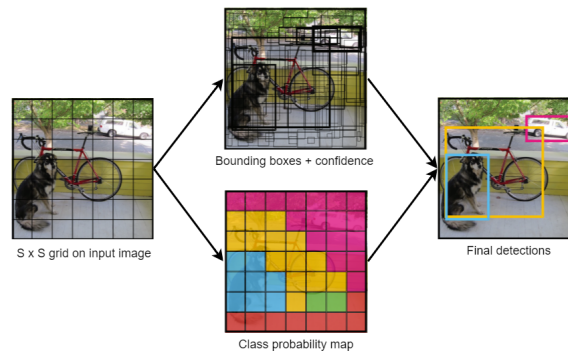 Bounding boxes + confidence
S x S grid on input image
Final detections
Class probability map